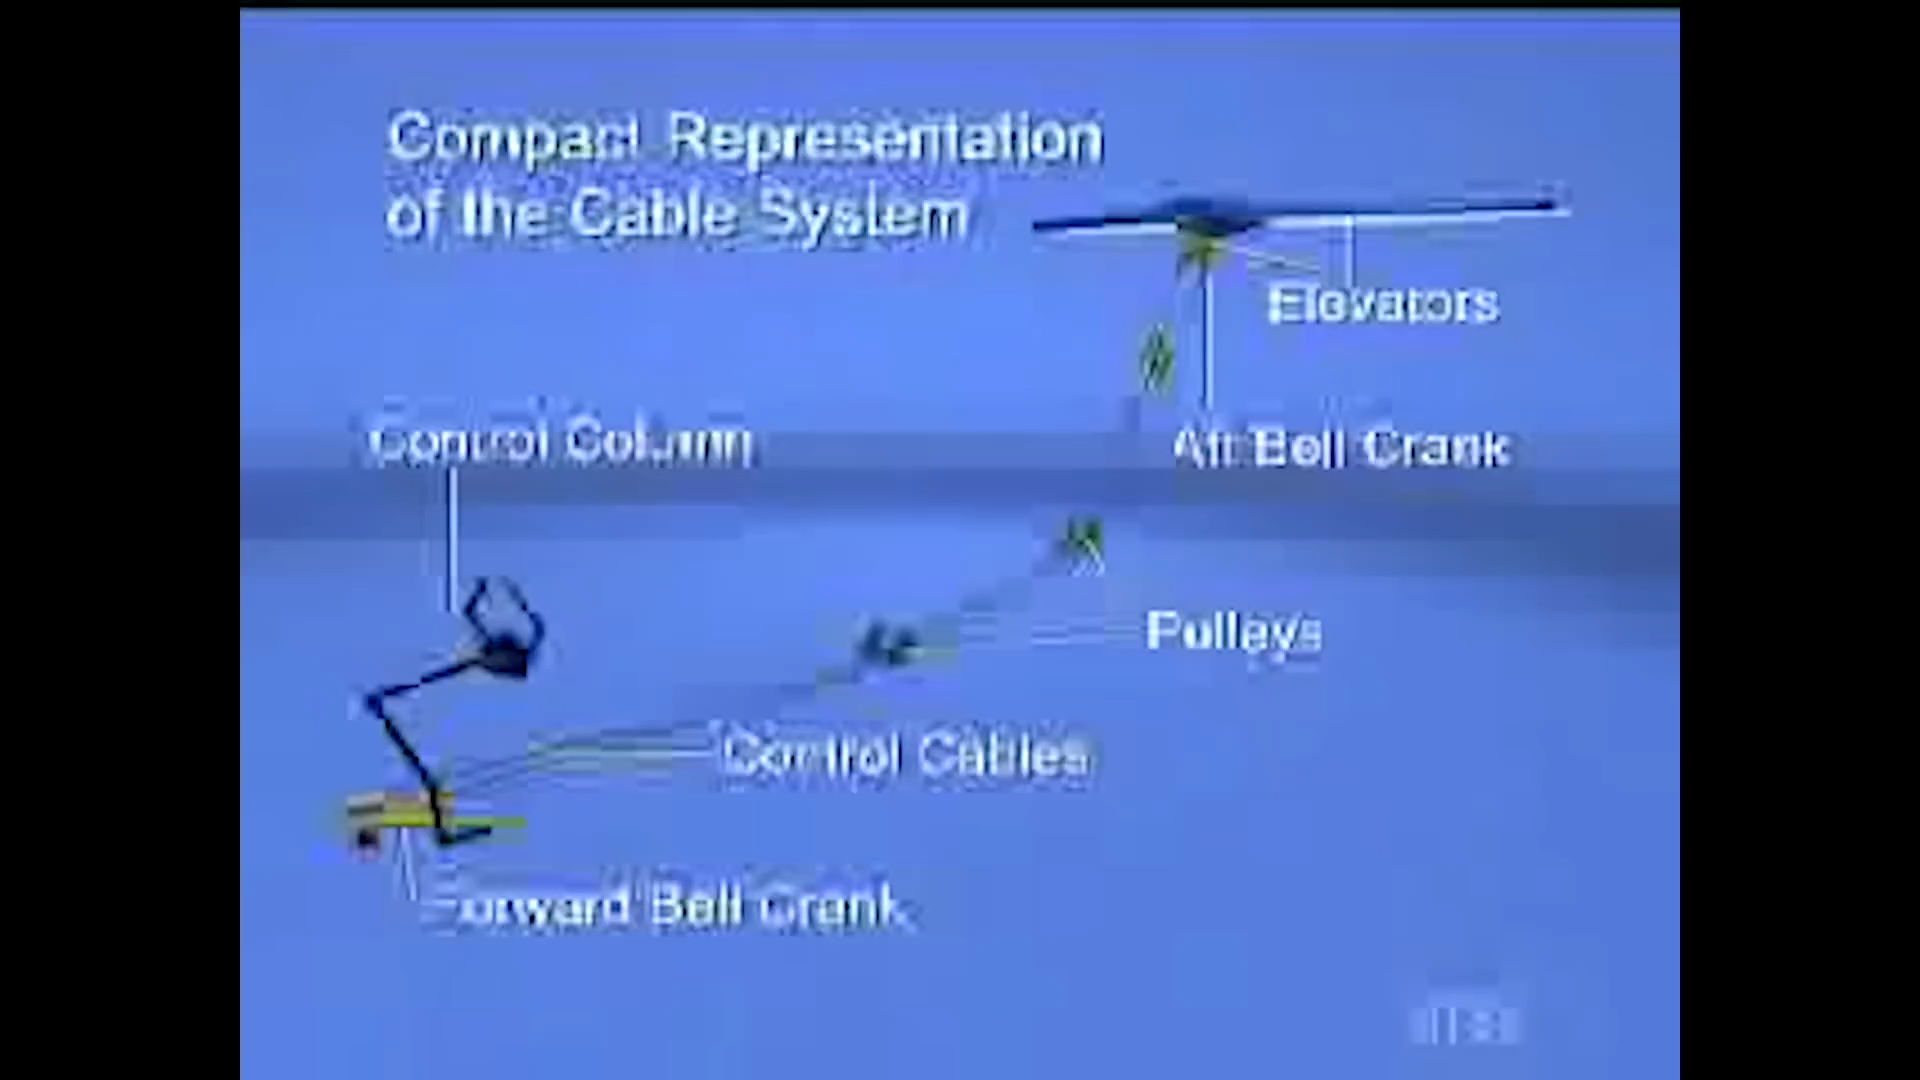 Compact Representation
of the Cable System
Elevators
Control Column
Aft Bell Crank
Pulleys
Control Cables
Forward Bell Crank